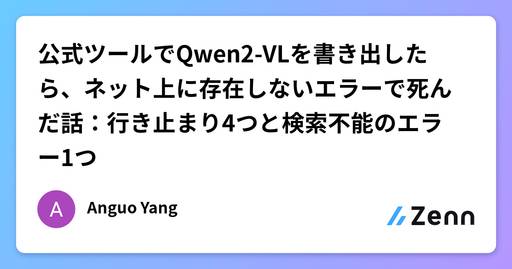 公式ツールでQwen2-VLを書き出した
ら、ネット上に存在しないエラーで死ん
だ話：行き止まり4つと検索不能のエラ
ー1つ
A
Anguo Yang
Zenn